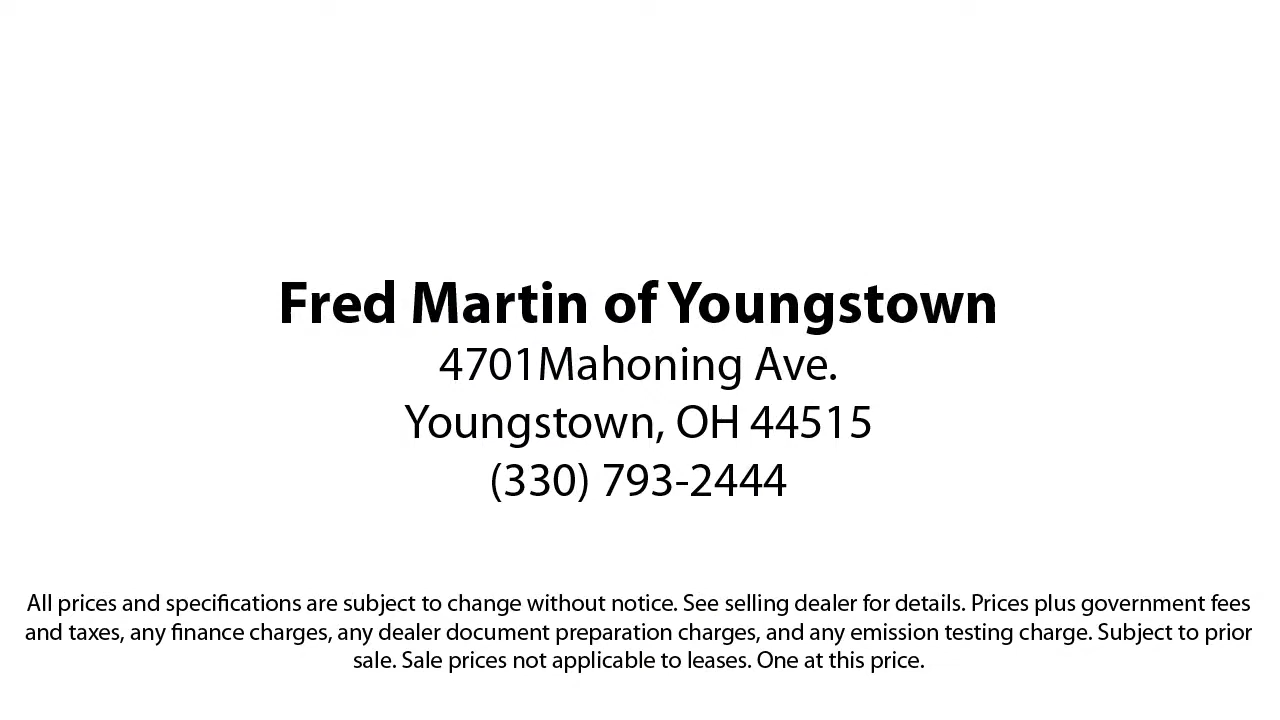 Fred Martin of Youngstown
4701Mahoning Ave.
Youngstown, OH 44515
(330) 793-2444
All prices and specifications are subject to change without notice. See selling dealer for details. Prices plus government fees
and taxes, any finance charges, any dealer document preparation charges, and any emission testing charge. Subject to prior
sale. Sale prices not applicable to leases. One at this price.